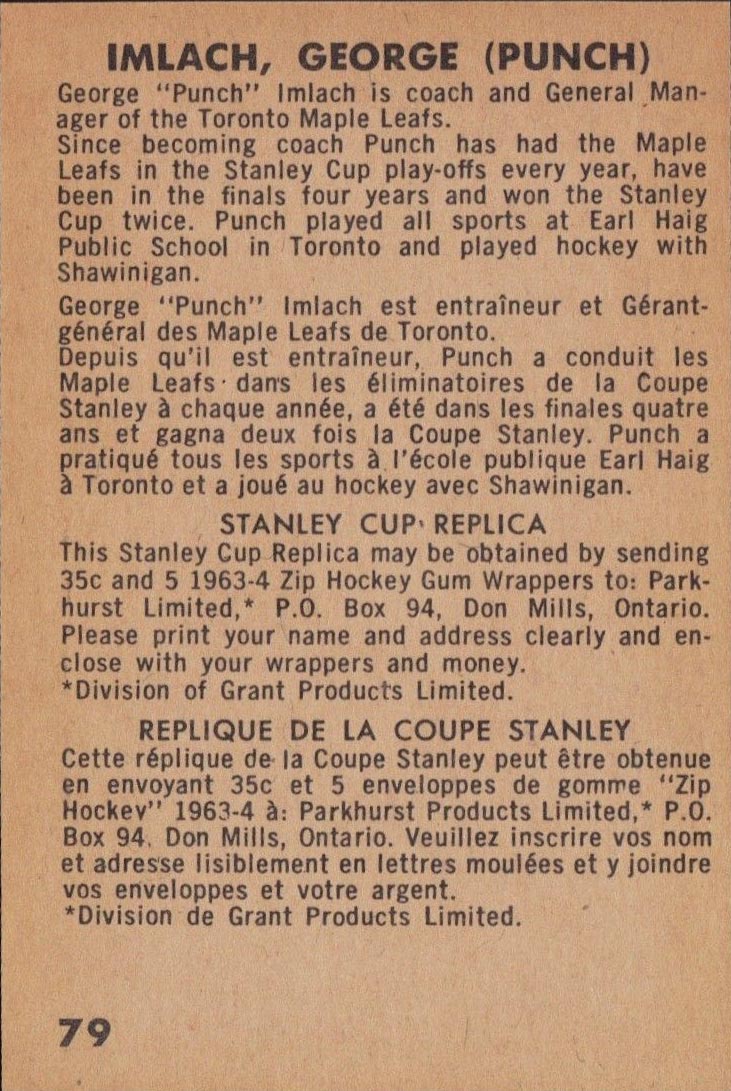 IMLACH, GEORGE (PUNCH)
George "Punch" Imlach is coach and General Man-
ager of the Toronto Maple Leafs.
Since becoming coach Punch has had the Maple
Leafs in the Stanley Cup play-offs every year, have
been in the finals four years and won the Stanley
Cup twice. Punch played all sports at Earl Haig
Public School in Toronto and played hockey with
Shawinigan.
George "Punch" Imlach est entraîneur et Gérant-
général des Maple Leafs de Toronto.
Depuis qu'il est entraîneur, Punch a conduit les
Maple Leafs dans les éliminatoires de la Coupe
Stanley à chaque année, a été dans les finales quatre
ans et gagna deux fois la Coupe Stanley. Punch a
pratiqué tous les sports à l'école publique Earl Haig
à Toronto et a joué au hockey avec Shawinigan.
STANLEY CUP REPLICA
This Stanley Cup Replica may be obtained by sending
35c and 5 1963-4 Zip Hockey Gum Wrappers to: Park-
hurst Limited,* P.O. Box 94, Don Mills, Ontario.
Please print your name and address clearly and en-
close with your wrappers and money.
*Division of Grant Products Limited.
REPLIQUE DE LA COUPE STANLEY
Cette réplique de la Coupe Stanley peut être obtenue
en envoyant 35c et 5 enveloppes de gomme "Zip
Hockey" 1963-4 à: Parkhurst Products Limited,* P.O.
Box 94, Don Mills, Ontario. Veuillez inscrire vos nom
et adresse lisiblement en lettres moulées et y joindre
vos enveloppes et votre argent.
*Division de Grant Products Limited.
79